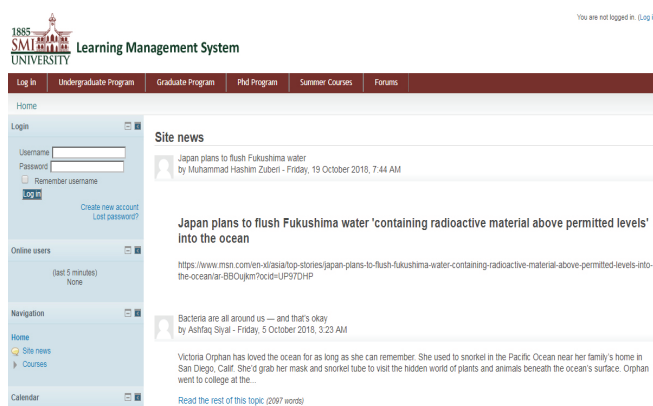 You are not logged in. (Log i
1885
SMI
UNIVERSITY
Learning Management System
Log in Undergraduate Program Graduate Program Phd Program Summer Courses Forums
Home
Login
Username
Password
Remember username
Log in
Create new account
Lost password?
Online users
(last 5 minutes)
None
Navigation
Home
Site news
Courses
Calendar
Site news
Japan plans to flush Fukushima water
by Muhammad Hashim Zuberi - Friday, 19 October 2018, 7:44 AM
Japan plans to flush Fukushima water 'containing radioactive material above permitted levels'
into the ocean
https://www.msn.com/en-xl/asia/top-stories/japan-plans-to-flush-fukushima-water-containing-radioactive-material-above-permitted-levels-into-
the-ocean/ar-BBOujkm?ocid=UP97DHP
Bacteria are all around us — and that's okay
by Ashfaq Siyal - Friday, 5 October 2018, 3:23 AM
Victoria Orphan has loved the ocean for as long as she can remember. She used to snorkel in the Pacific Ocean near her family's home in
San Diego, Calif. She'd grab her mask and snorkel tube to visit the hidden world of plants and animals beneath the ocean's surface. Orphan
went to college at the...
Read the rest of this topic (2097 words)